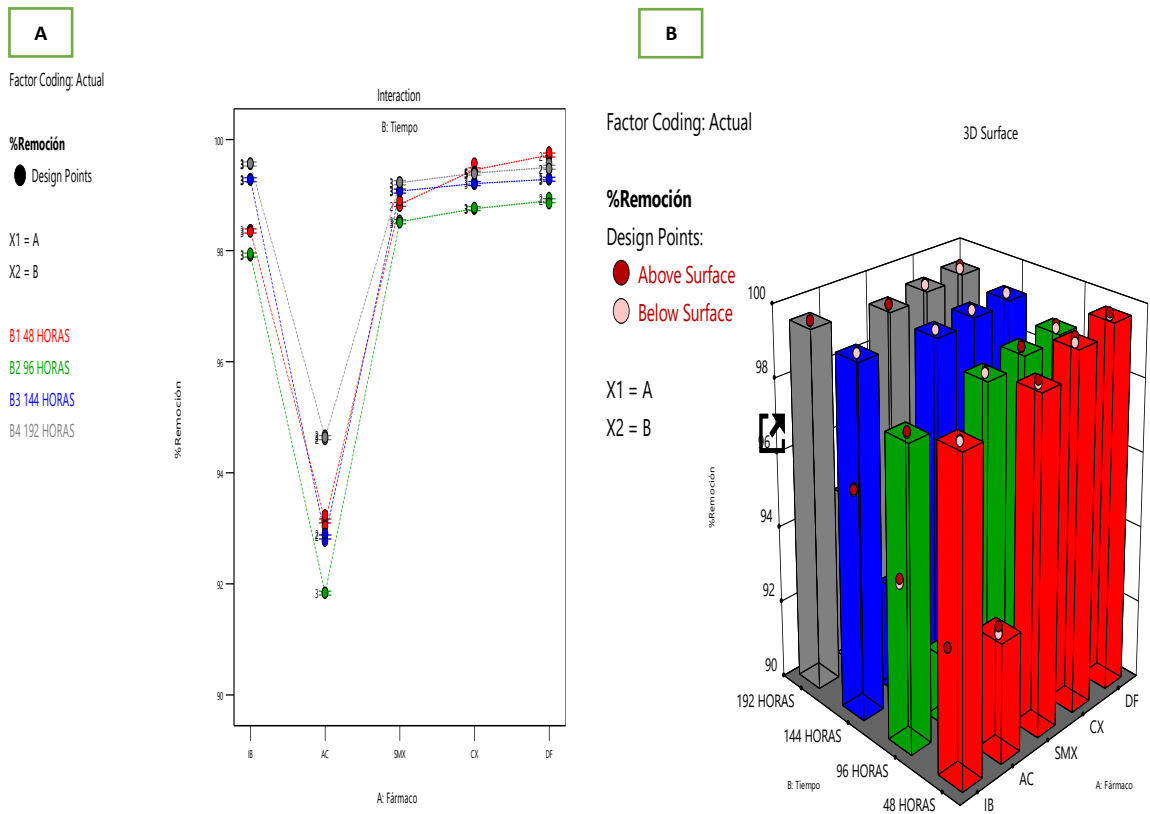 A
Factor Coding: Actual
%Remoción
Design Points
X1 = A
X2 = B
B1 48 HORAS
B2 96 HORAS
B3 144 HORAS
B4 192 HORAS
Interaction
B: Tiempo
100
98
96
94
92
90
%Remoción
IB
AC
SMX
CX
DF
A: Fármaco
B
Factor Coding: Actual
3D Surface
%Remoción
Design Points:
Above Surface
Below Surface
X1 = A
X2 = B
100
98
96
94
92
90
%Remoción
192 HORAS
144 HORAS
96 HORAS
48 HORAS
B: Tiempo
IB
AC
SMX
CX
DF
A: Fármaco